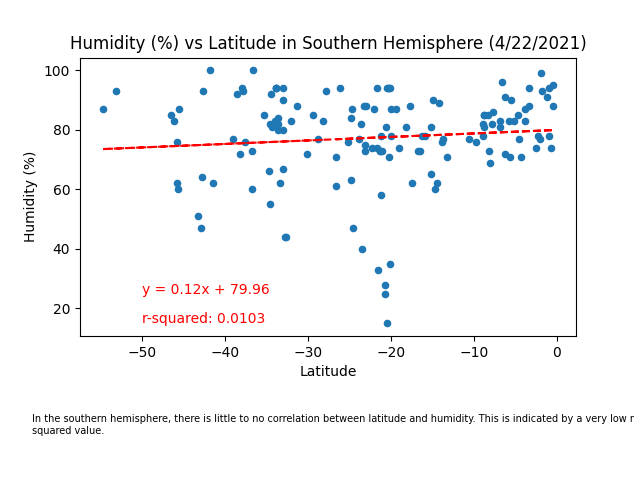 Humidity (%) vs Latitude in Southern Hemisphere (4/22/2021)
Humidity (%)
100
80
60
40
20
y = 0.12x + 79.96
r-squared: 0.0103
−50
−40
−30
−20
−10
0
Latitude
In the southern hemisphere, there is little to no correlation between latitude and humidity. This is indicated by a very low r
squared value.